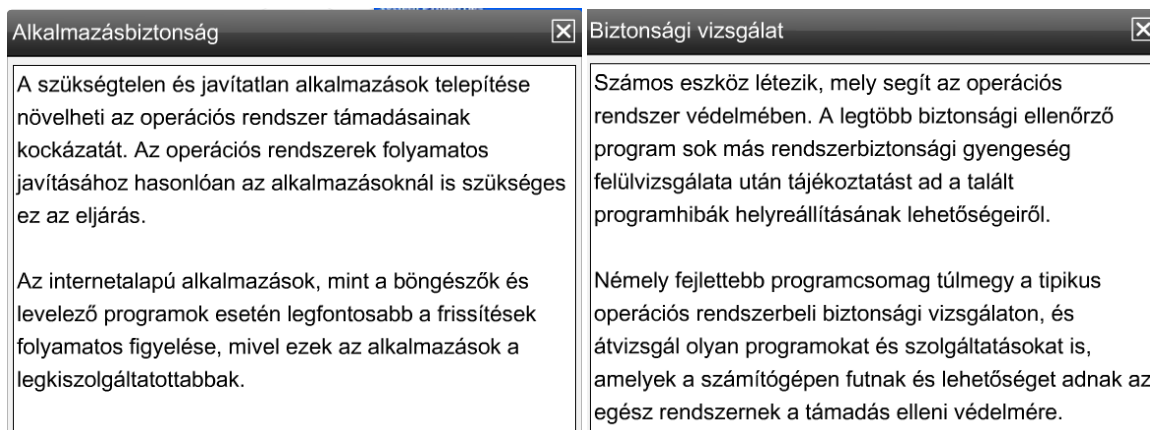 Alkalmazásbiztonság
A szükségtelen és javítatlan alkalmazások telepítése
növelheti az operációs rendszer támadásainak
kockázatát. Az operációs rendszerek folyamatos
javításához hasonlóan az alkalmazásoknál is szükséges
ez az eljárás.
Az internetalapú alkalmazások, mint a böngészők és
levelező programok esetén legfontosabb a frissítések
folyamatos figyelése, mivel ezek az alkalmazások a
legkiszolgáltatottabbak.
Biztonsági vizsgálat
Számos eszköz létezik, mely segít az operációs
rendszer védelmében. A legtöbb biztonsági ellenőrző
program sok más rendszerbiztonsági gyengeség
felülvizsgálata után tájékoztatást ad a talált
programhibák helyreállításának lehetőségeiről.
Némely fejlettebb programcsomag túlmegy a tipikus
operációs rendszerbeli biztonsági vizsgálaton, és
átvizsgál olyan programokat és szolgáltatásokat is,
amelyek a számítógépen futnak és lehetőséget adnak az
egész rendszernek a támadás elleni védelmére.